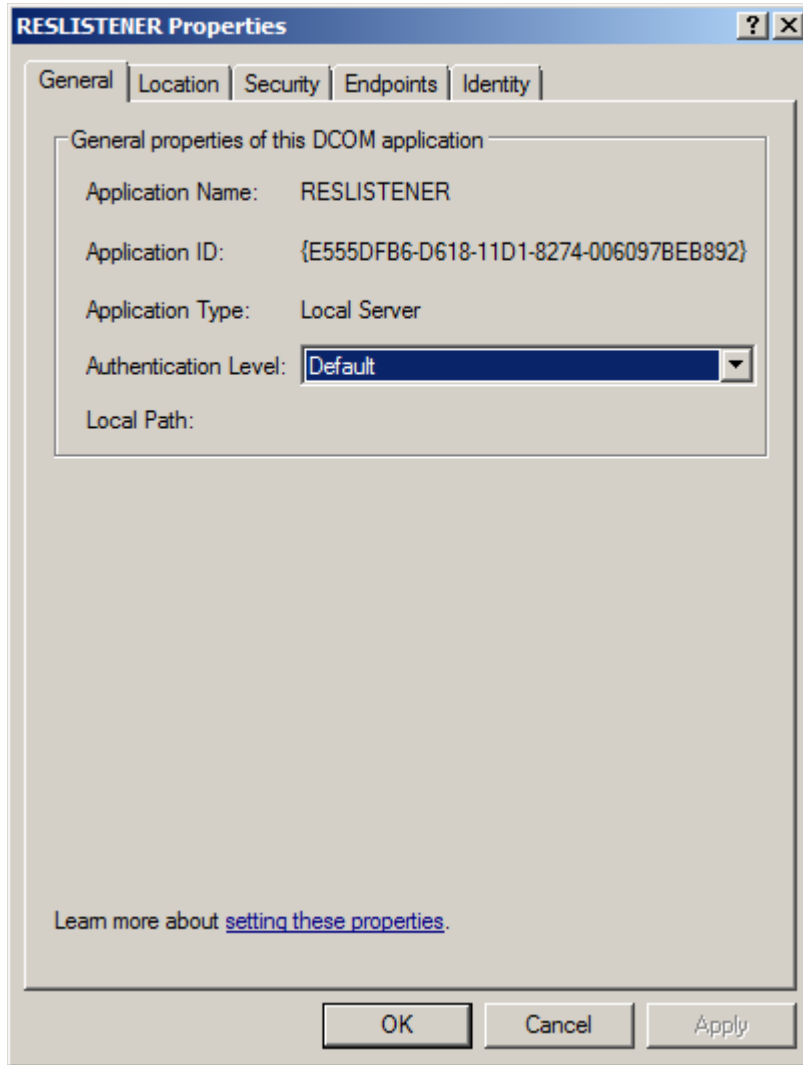 RESLISTENER Properties
General Location Security Endpoints Identity
General properties of this DCOM application
Application Name: RESLISTENER
Application ID: {E555DFB6-D618-11D1-8274-006097BEB892}
Application Type: Local Server
Authentication Level: Default
Local Path:
Learn more about setting these properties.
OK Cancel Apply